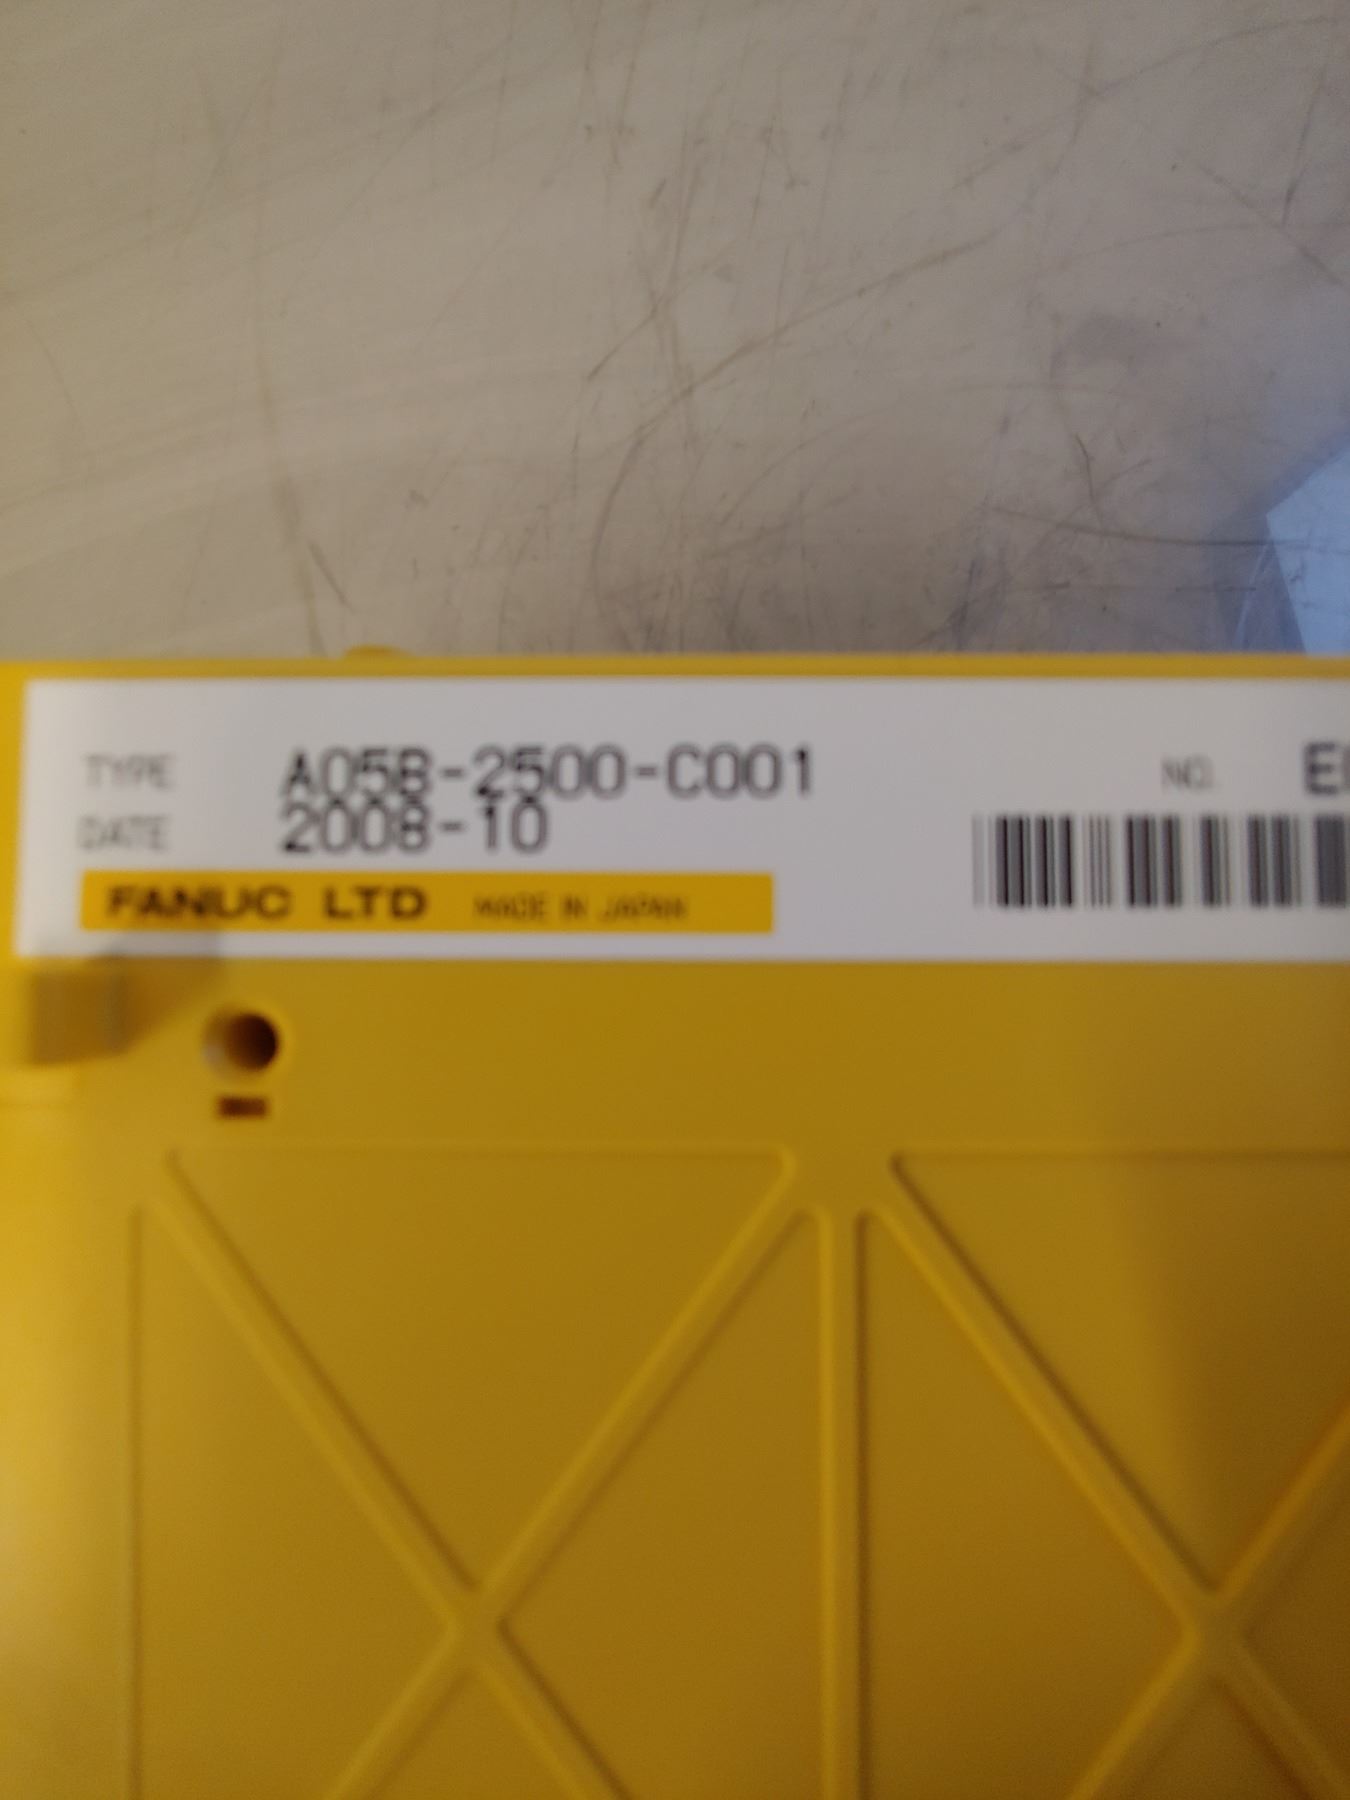 TYPE A05B-2500-C001 NO.
DATE 2008-10
FANUC LTD MADE IN JAPAN